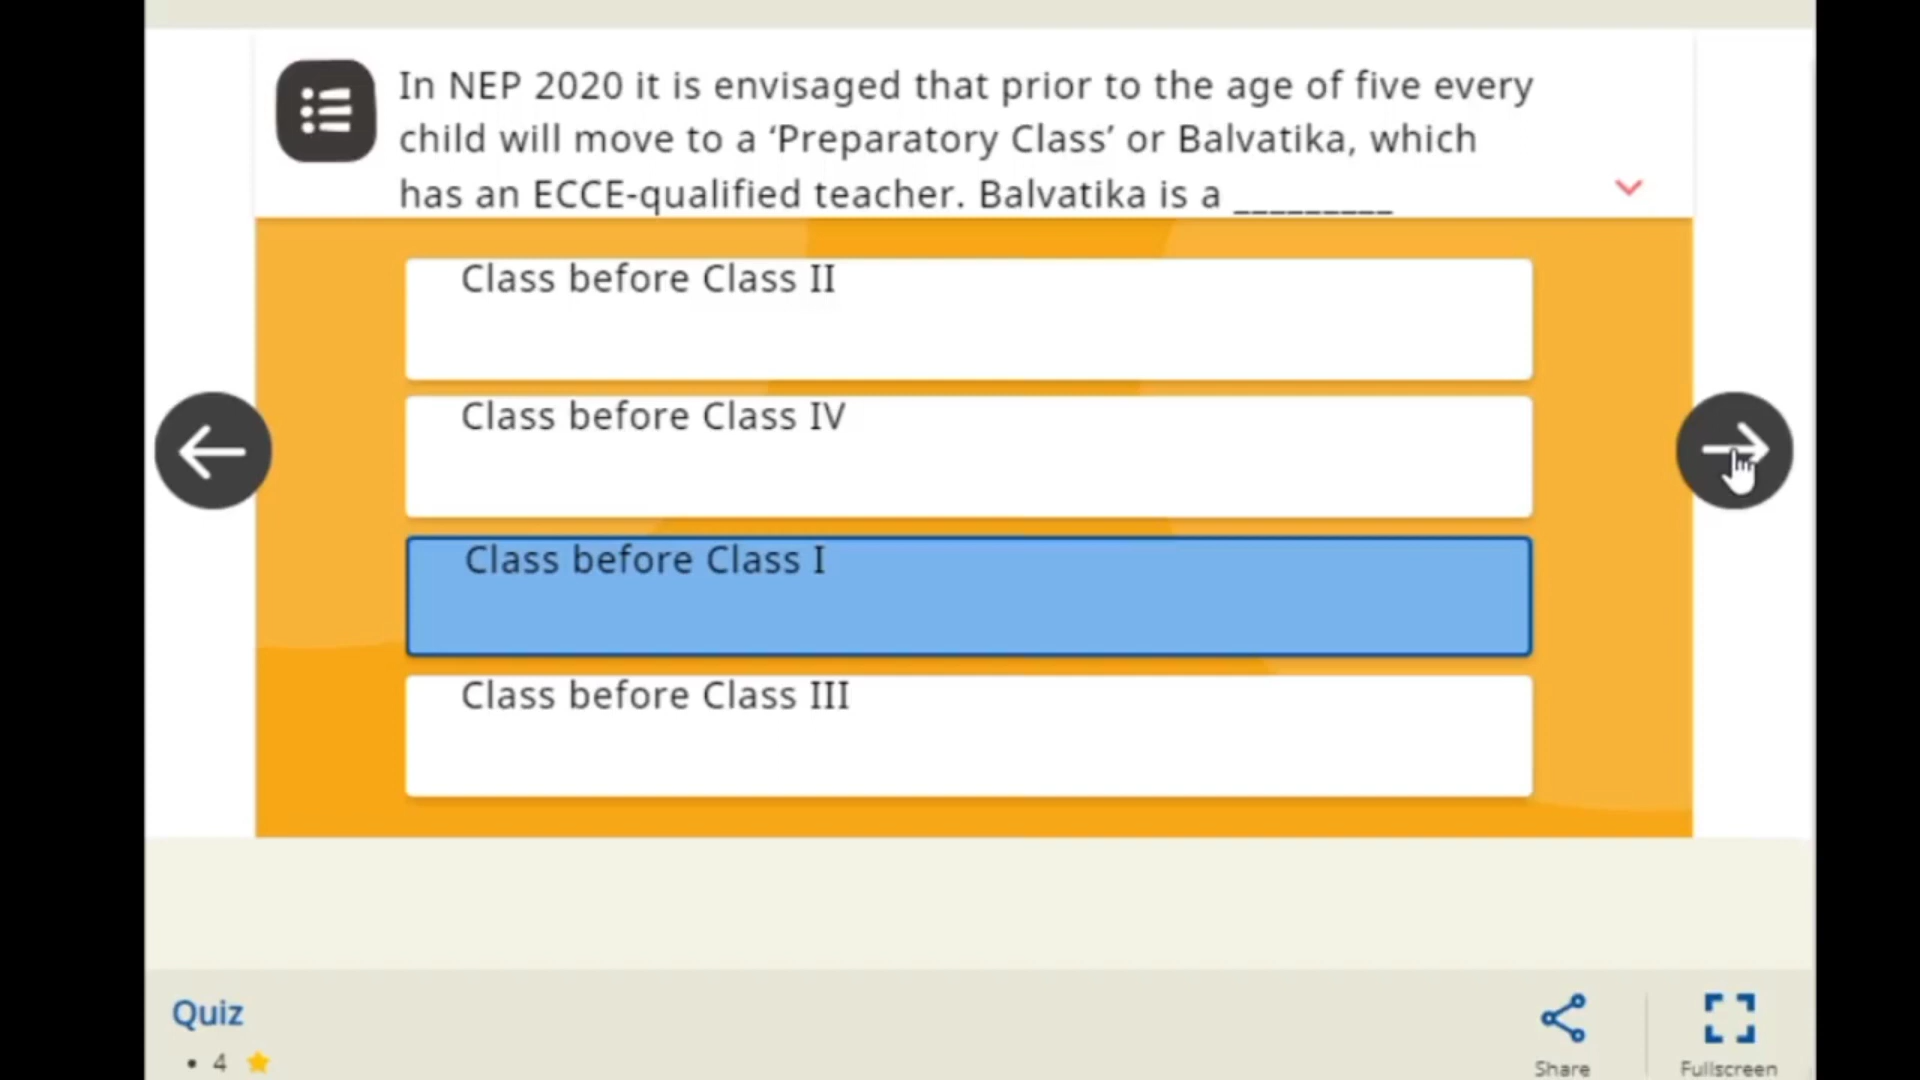 In NEP 2020 it is envisaged that prior to the age of five every
child will move to a ‘Preparatory Class’ or Balvatika, which
has an ECCE-qualified teacher. Balvatika is a _________
Class before Class II
Class before Class IV
Class before Class I
Class before Class III
Quiz
• 4
Share
Fullscreen